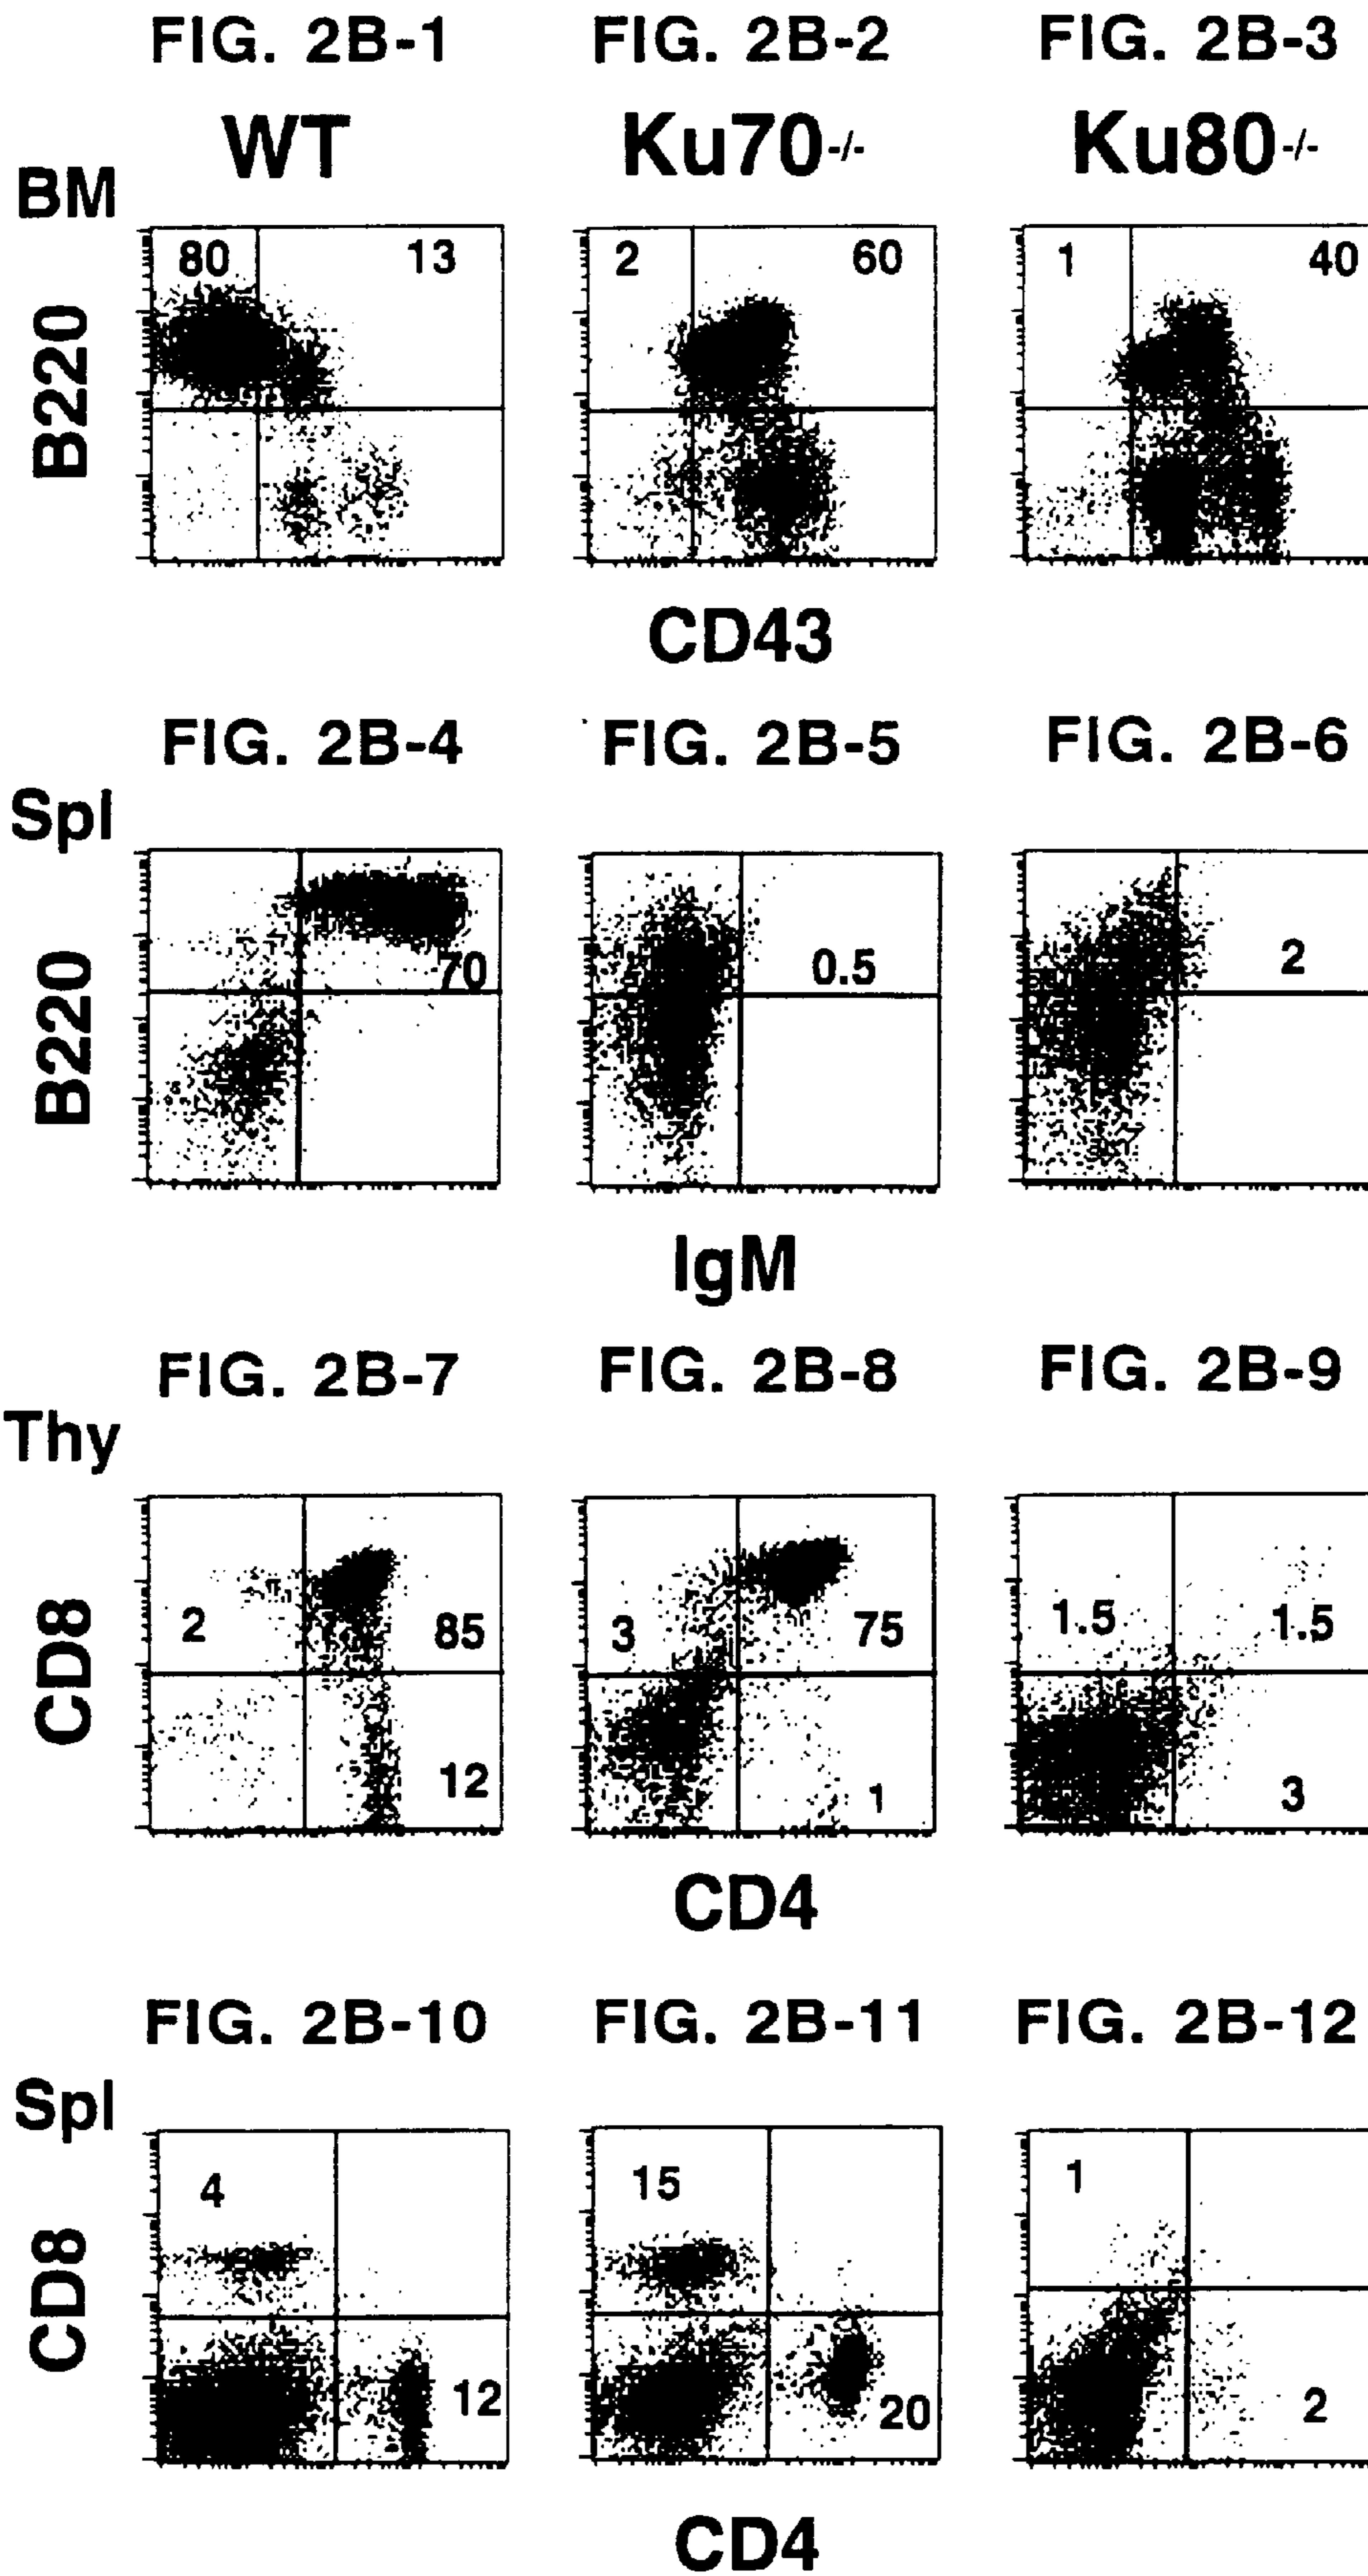 FIG. 2B-1 FIG. 2B-2 FIG. 2B-3
WT Ku70-/- Ku80-/-
BM
80 13 2 60 1 40
B220
CD43
FIG. 2B-4 FIG. 2B-5 FIG. 2B-6
Spl
70 0.5 2
B220
IgM
FIG. 2B-7 FIG. 2B-8 FIG. 2B-9
Thy
2 85 3 75 1.5 1.5
CD8
12 1 3
CD4
FIG. 2B-10 FIG. 2B-11 FIG. 2B-12
Spl
4 15 1
CD8
12 20 2
CD4